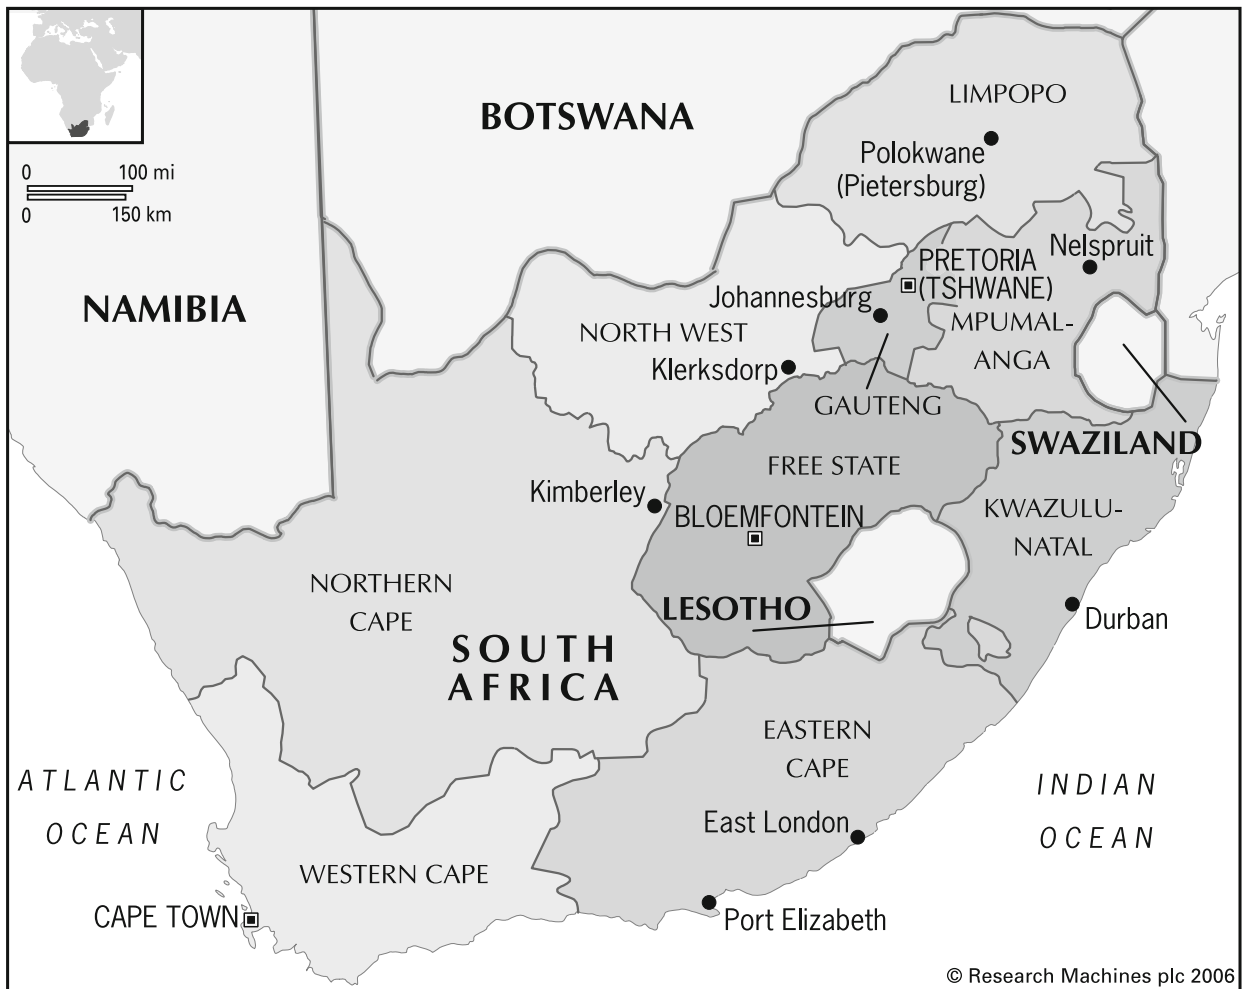 BOTSWANA
LIMPOPO
Polokwane
(Pietersburg)
0 100 mi
0 150 km
NAMIBIA
Nelspruit
PRETORIA
(TSHWANE)
Johannesburg
NORTH WEST
MPUMAL-
ANGA
Klerksdorp
GAUTENG
SWAZILAND
FREE STATE
Kimberley
BLOEMFONTEIN
KWAZULU-
NATAL
NORTHERN
CAPE
LESOTHO
Durban
SOUTH
AFRICA
EASTERN
CAPE
ATLANTIC
OCEAN
INDIAN
OCEAN
East London
WESTERN CAPE
CAPE TOWN
Port Elizabeth
© Research Machines plc 2006